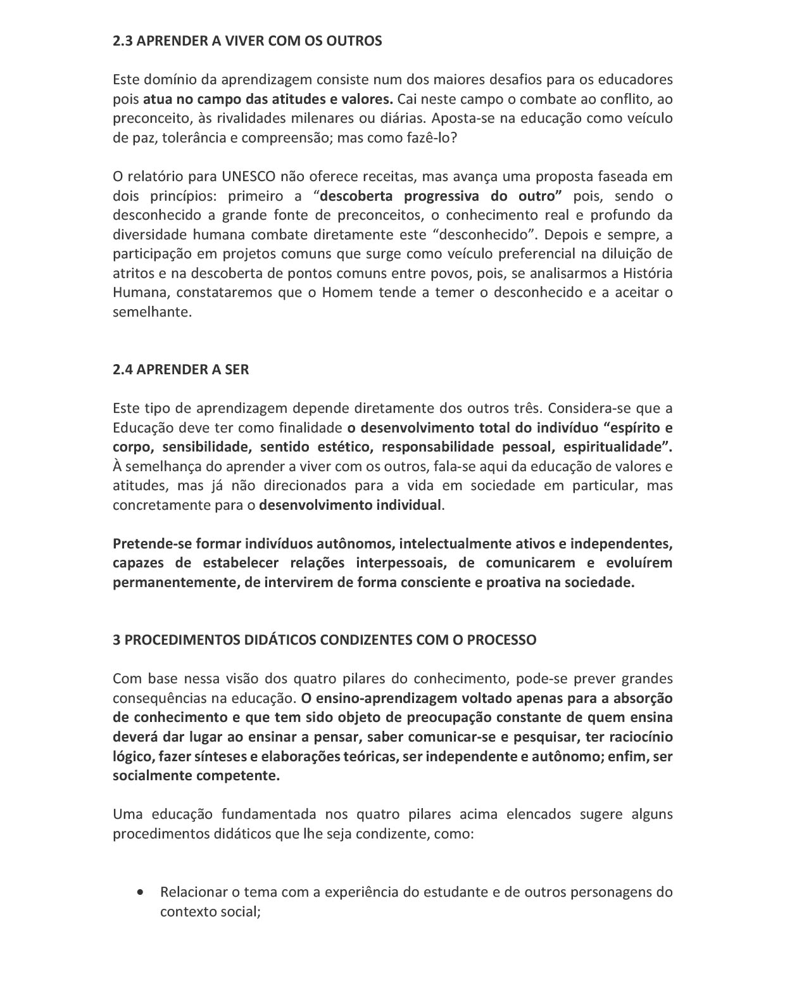 2.3 APRENDER A VIVER COM OS OUTROS
Este domínio da aprendizagem consiste num dos maiores desafios para os educadores
pois atua no campo das atitudes e valores. Cai neste campo o combate ao conflito, ao
preconceito, às rivalidades milenares ou diárias. Aposta-se na educação como veículo
de paz, tolerância e compreensão; mas como fazê-lo?
O relatório para UNESCO não oferece receitas, mas avança uma proposta faseada em
dois princípios: primeiro a “descoberta progressiva do outro” pois, sendo o
desconhecido a grande fonte de preconceitos, o conhecimento real e profundo da
diversidade humana combate diretamente este “desconhecido”. Depois e sempre, a
participação em projetos comuns que surge como veículo preferencial na diluição de
atritos e na descoberta de pontos comuns entre povos, pois, se analisarmos a História
Humana, constataremos que o Homem tende a temer o desconhecido e a aceitar o
semelhante.
2.4 APRENDER A SER
Este tipo de aprendizagem depende diretamente dos outros três. Considera-se que a
Educação deve ter como finalidade o desenvolvimento total do indivíduo “espírito e
corpo, sensibilidade, sentido estético, responsabilidade pessoal, espiritualidade”.
À semelhança do aprender a viver com os outros, fala-se aqui da educação de valores e
atitudes, mas já não direcionados para a vida em sociedade em particular, mas
concretamente para o desenvolvimento individual.
Pretende-se formar indivíduos autônomos, intelectualmente ativos e independentes,
capazes de estabelecer relações interpessoais, de comunicarem e evoluírem
permanentemente, de intervirem de forma consciente e proativa na sociedade.
3 PROCEDIMENTOS DIDÁTICOS CONDIZENTES COM O PROCESSO
Com base nessa visão dos quatro pilares do conhecimento, pode-se prever grandes
consequências na educação. O ensino-aprendizagem voltado apenas para a absorção
de conhecimento e que tem sido objeto de preocupação constante de quem ensina
deverá dar lugar ao ensinar a pensar, saber comunicar-se e pesquisar, ter raciocínio
lógico, fazer sínteses e elaborações teóricas, ser independente e autônomo; enfim, ser
socialmente competente.
Uma educação fundamentada nos quatro pilares acima elencados sugere alguns
procedimentos didáticos que lhe seja condizente, como:
• Relacionar o tema com a experiência do estudante e de outros personagens do
contexto social;